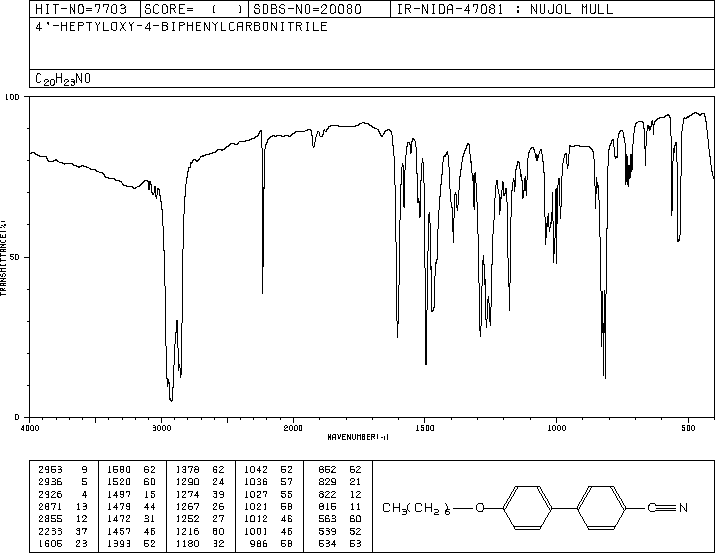 HIT-NO=7703 SCORE= ( ) SDBS-NO=20080 IR-NIDA-47081 : NUJOL MULL
4'-HEPTYLOXY-4-BIPHENYLCARBONITRILE
C20H23NO
100
50
0
TRANSMITTANCE(%)
4000 3000 2000 1500 1000 500
WAVENUMBER(-1)
2953 9 1580 62 1378 62 1042 52 852 62
2936 5 1520 60 1290 24 1036 57 829 21
2926 4 1497 15 1274 39 1027 55 822 12
2871 13 1479 44 1267 26 1021 58 816 11
2855 12 1472 31 1252 27 1012 46 563 60
2233 37 1457 46 1216 60 1001 46 539 52
1605 23 1393 52 1180 32 986 58 534 53
CH3(CH2)6—O C≡N